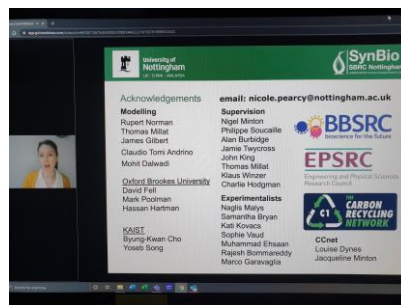 University of
Nottingham
UK | CHINA | MALAYSIA
SynBio
SBRC Nottingham
Acknowledgements
email: nicole.pearcy@nottingham.ac.uk
Modelling
Rupert Norman
Thomas Millat
James Gilbert
Claudio Tomi Andrino
Mohit Dalwadi
Oxford Brookes University
David Fell
Mark Poolman
Hassan Hartman
KAIST
Byung-Kwan Cho
Yoseb Song
Supervision
Nigel Minton
Philippe Soucaille
Alan Burbidge
Jamie Twycross
John King
Thomas Millat
Klaus Winzer
Charlie Hodgman
Experimentalists
Naglis Malys
Samantha Bryan
Kati Kovacs
Sophie Vaud
Muhammad Ehsaan
Rajesh Bommareddy
Marco Garavaglia
BBSRC
bioscience for the future
EPSRC
Engineering and Physical Sciences
Research Council
C1
CARBON
RECYCLING
NETWORK
CCnet
Louise Dynes
Jacqueline Minton